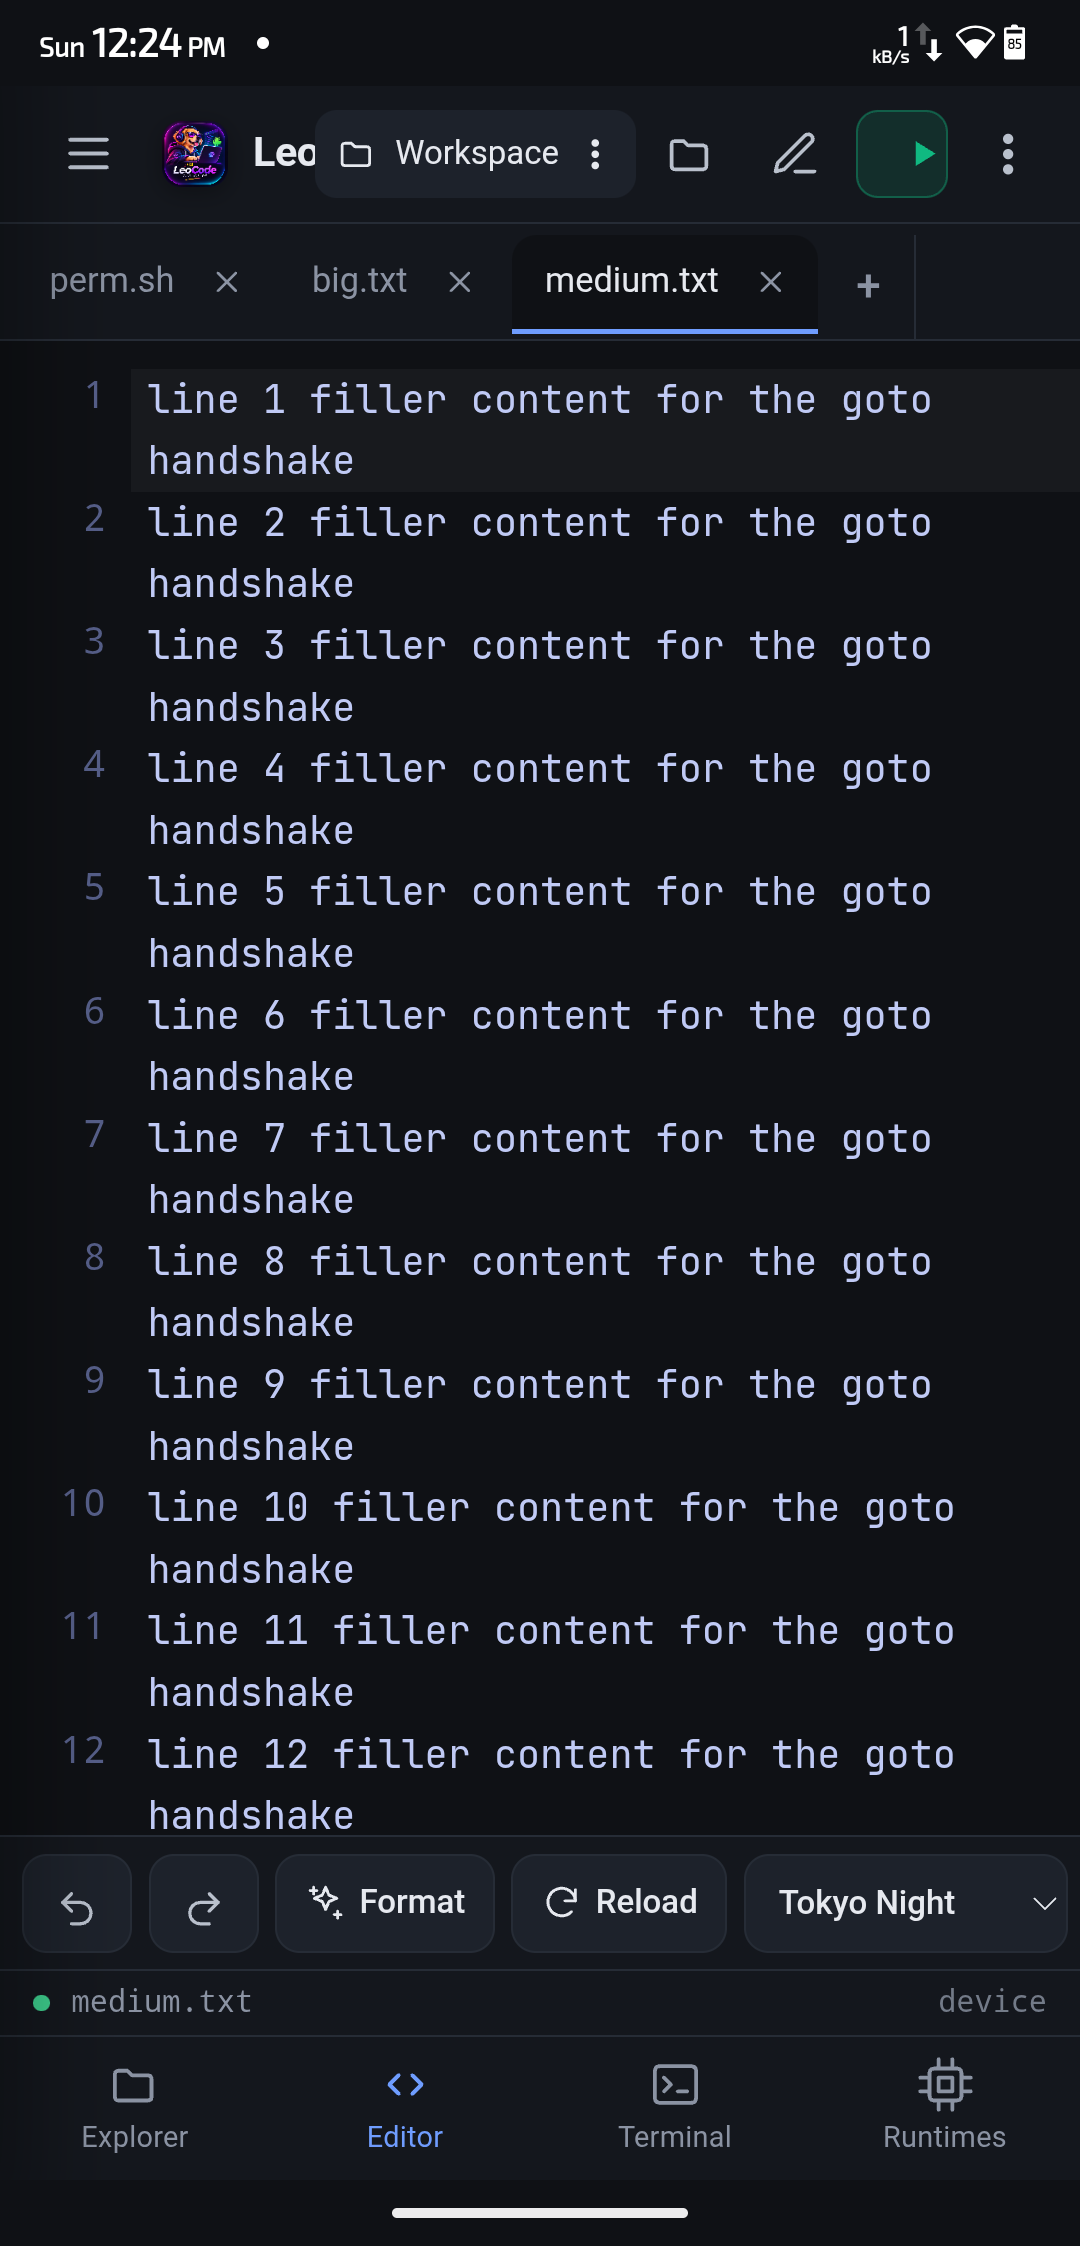 Sun 12:24 PM
1
kB/s
85
LeoCode
Leo
Workspace
perm.sh
big.txt
medium.txt
+
1 line 1 filler content for the goto
handshake
2 line 2 filler content for the goto
handshake
3 line 3 filler content for the goto
handshake
4 line 4 filler content for the goto
handshake
5 line 5 filler content for the goto
handshake
6 line 6 filler content for the goto
handshake
7 line 7 filler content for the goto
handshake
8 line 8 filler content for the goto
handshake
9 line 9 filler content for the goto
handshake
10 line 10 filler content for the goto
handshake
11 line 11 filler content for the goto
handshake
12 line 12 filler content for the goto
handshake
Format
Reload
Tokyo Night
medium.txt
device
Explorer
Editor
Terminal
Runtimes